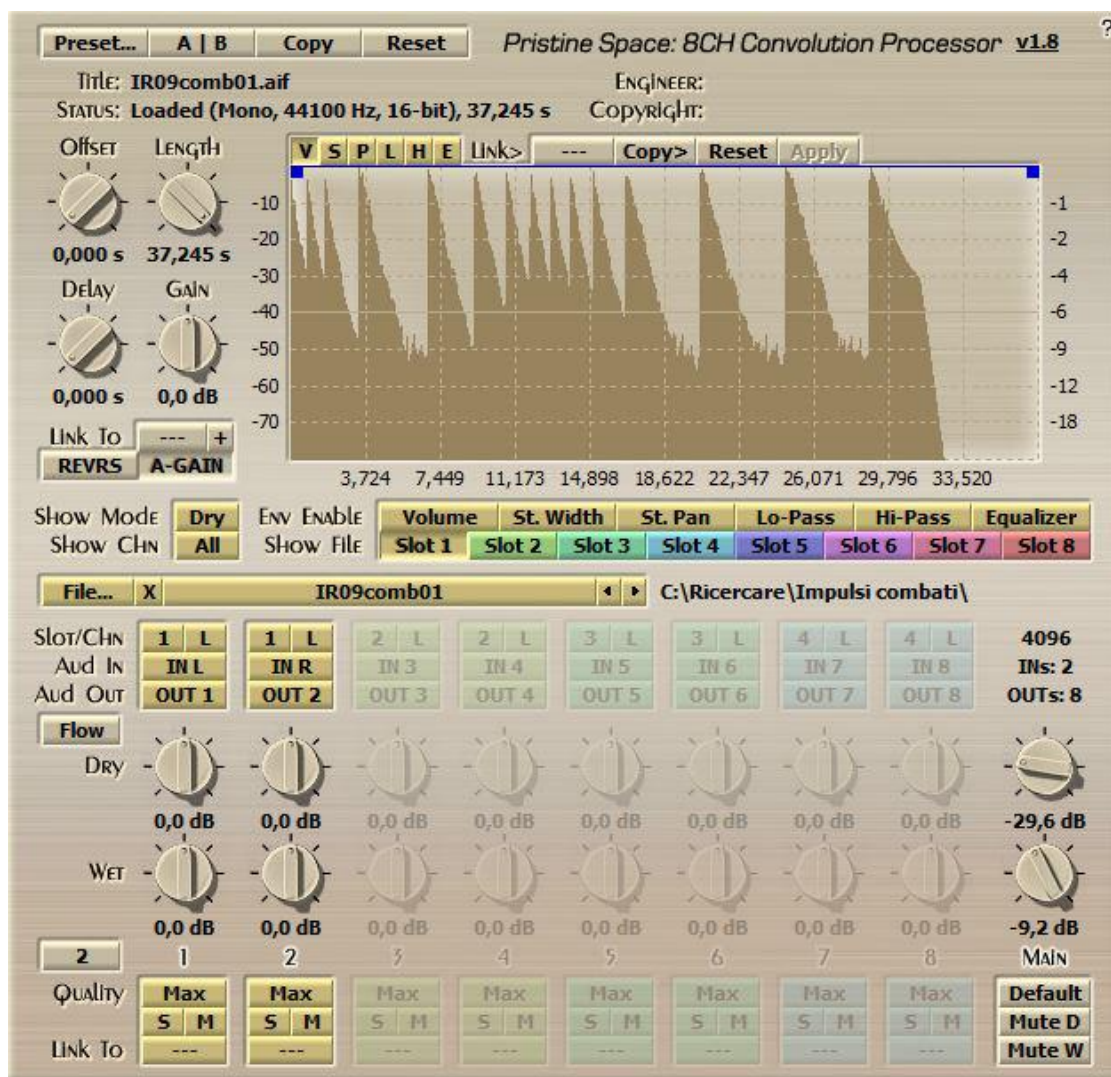 ?
Preset... A | B Copy Reset Pristine Space: 8CH Convolution Processor v1.8
Title: IR09comb01.aif Engineer:
Status: Loaded (Mono, 44100 Hz, 16-bit), 37,245 s Copyright:
Offset Length V S P L H E Link> --- Copy> Reset Apply
-10 -1
0,000 s 37,245 s -20 -2
Delay Gain -30 -4
-40 -6
-50 -9
0,000 s 0,0 dB -60 -12
Link To --- + -70 -18
REVRS A-GAIN
3,724 7,449 11,173 14,898 18,622 22,347 26,071 29,796 33,520
Show Mode Dry Env Enable Volume St. Width St. Pan Lo-Pass Hi-Pass Equalizer
Show Chn All Show File Slot 1 Slot 2 Slot 3 Slot 4 Slot 5 Slot 6 Slot 7 Slot 8
File... X IR09comb01 C:\Ricercare\Impulsi combati\
Slot/Chn 1 L 1 L 2 L 2 L 3 L 3 L 4 L 4 L 4096
Aud In IN L IN R IN 3 IN 4 IN 5 IN 6 IN 7 IN 8 INs: 2
Aud Out OUT 1 OUT 2 OUT 3 OUT 4 OUT 5 OUT 6 OUT 7 OUT 8 OUTs: 8
Flow
Dry
0,0 dB 0,0 dB 0,0 dB 0,0 dB 0,0 dB 0,0 dB 0,0 dB 0,0 dB -29,6 dB
Wet
0,0 dB 0,0 dB 0,0 dB 0,0 dB 0,0 dB 0,0 dB 0,0 dB 0,0 dB -9,2 dB
2 1 2 3 4 5 6 7 8 Main
Quality Max Max Max Max Max Max Max Max Default
S M S M S M S M S M S M S M S M Mute D
Link To --- --- --- --- --- --- --- --- Mute W